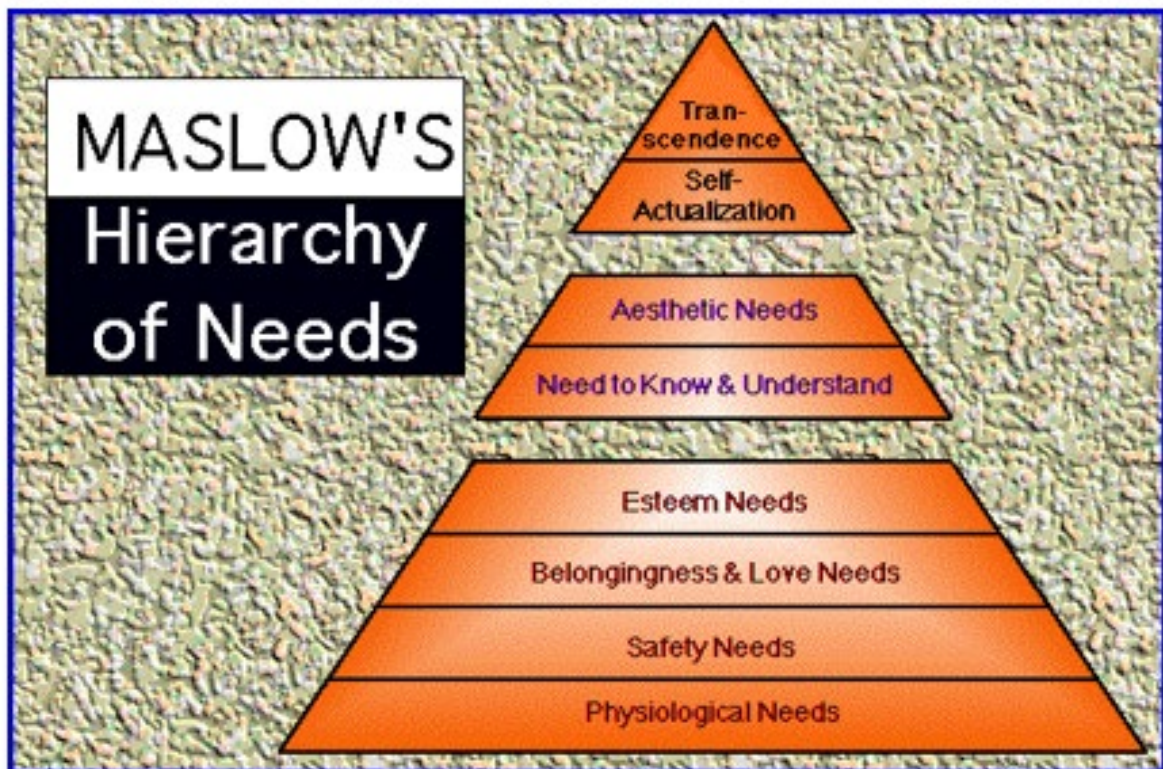 MASLOW'S
Hierarchy
of Needs
Tran-
scendence
Self-
Actualization
Aesthetic Needs
Need to Know & Understand
Esteem Needs
Belongingness & Love Needs
Safety Needs
Physiological Needs